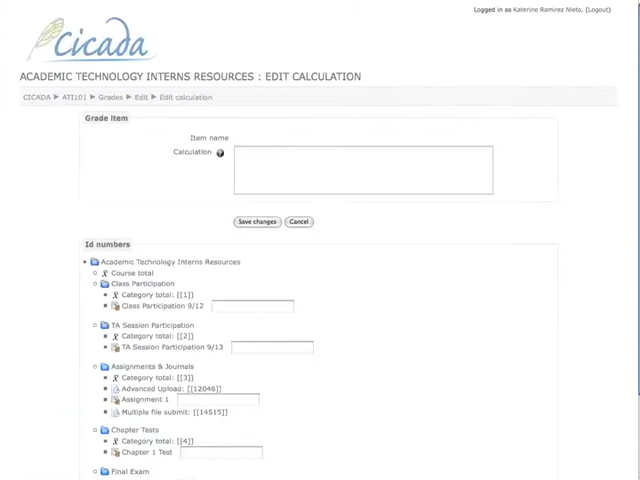 Logged in as Katerine Ramirez Nieto. (Logout)
Cicada
ACADEMIC TECHNOLOGY INTERNS RESOURCES : EDIT CALCULATION
CICADA ► ATI101 ► Grades ► Edit ► Edit calculation
Grade item
Item name
Calculation
Save changes Cancel
Id numbers
Academic Technology Interns Resources
Course total
Class Participation
Category total: [[1]]
Class Participation 9/12
TA Session Participation
Category total: [[2]]
TA Session Participation 9/13
Assignments & Journals
Category total: [[3]]
Advanced Upload: [[12046]]
Assignment 1
Multiple file submit: [[14515]]
Chapter Tests
Category total: [[4]]
Chapter 1 Test
Final Exam